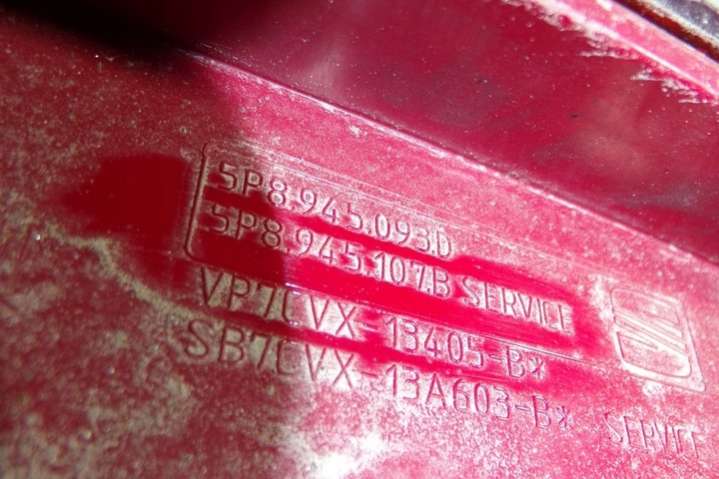 5P8.945.093.D
5P8.945.107.B SERVICE
VP7CVX-13405-B*
SB7CVX-13A603-B* SERVICE